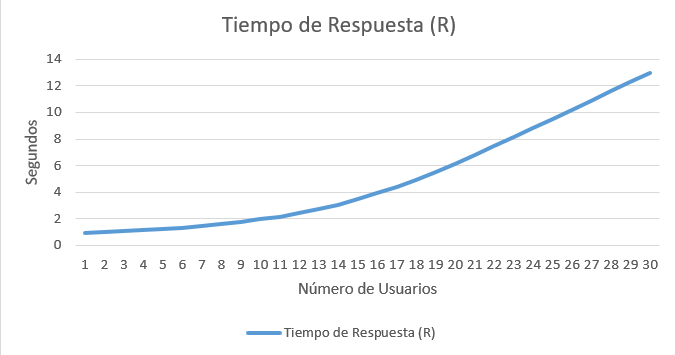 Tiempo de Respuesta (R)
14
12
10
8
6
4
2
0
Segundos
1 2 3 4 5 6 7 8 9 10 11 12 13 14 15 16 17 18 19 20 21 22 23 24 25 26 27 28 29 30
Número de Usuarios
Tiempo de Respuesta (R)